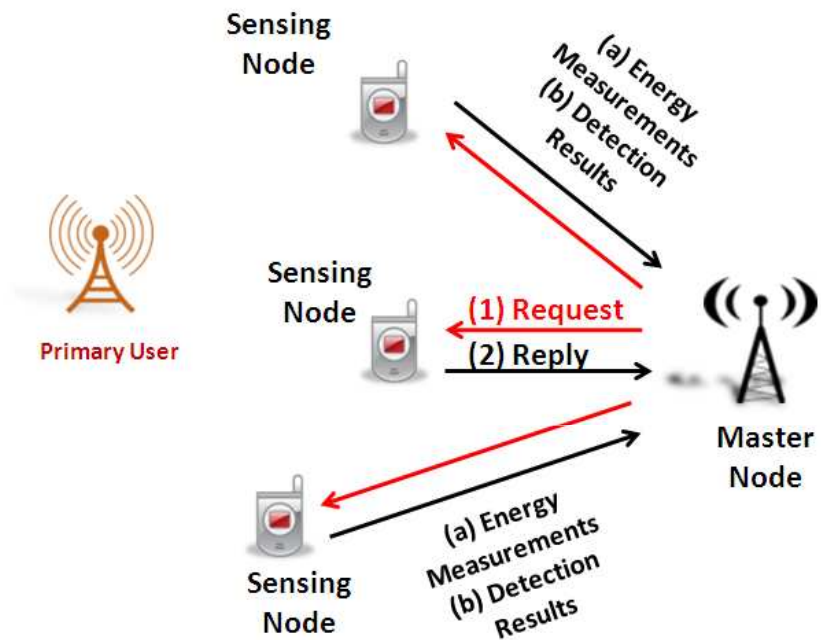 Sensing
Node
(a) Energy
Measurements
(b) Detection
Results
Primary User
Sensing
Node
(1) Request
(2) Reply
Master
Node
(a) Energy
Measurements
(b) Detection
Results
Sensing
Node